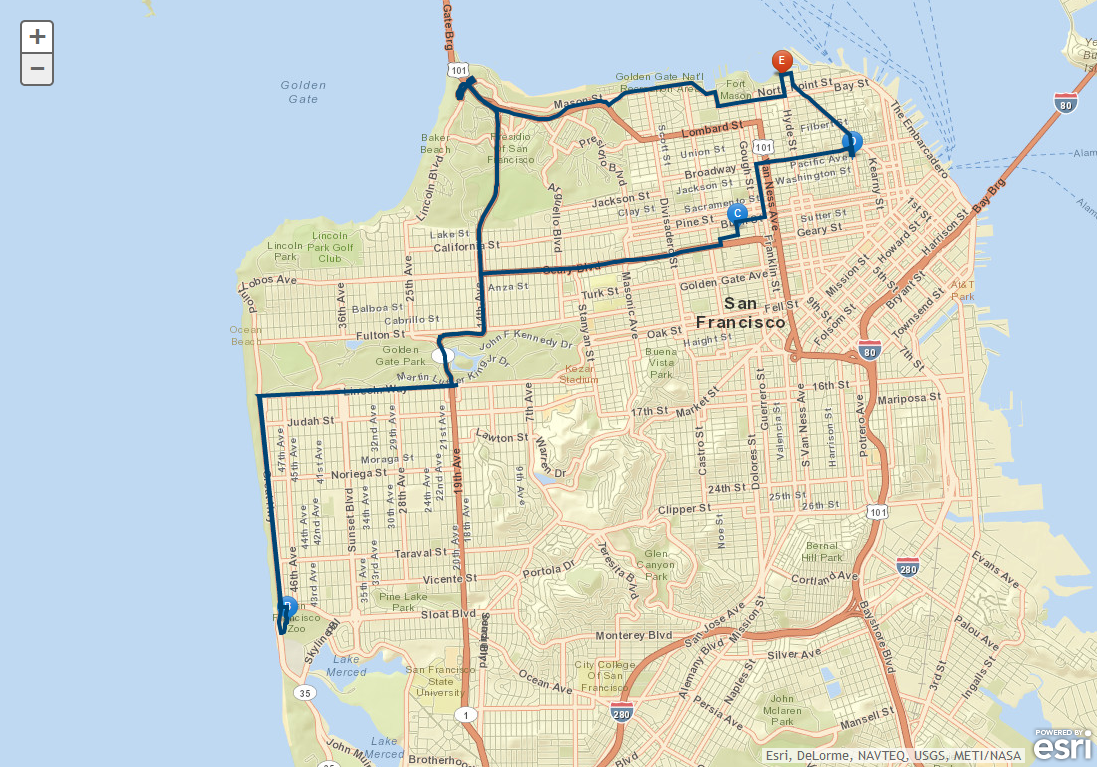 +
−
Gate Brg
101
Golden
Gate
Golden Gate Nat'l
Recreation Area
Fort
Mason
E
North Point St
Bay St
80
Mason St
Baker
Beach
Presidio
Of San
Francisco
Presidio Blvd
Lombard St
Hyde St
Filbert St
The Embarcadero
101
Scott St
Union St
Gough St
Broadway
Pacific Ave
Washington St
Kearny St
Bay Brg
Lincoln Blvd
Arguello Blvd
Jackson St
Jackson St
Clay St
Sacramento St
Divisadero St
Pine St
C
Van Ness Ave
Sutter St
Geary St
1st St
Howard St
Harrison St
Lake St
California St
Lincoln
Park
Lincoln
Park Golf
Club
25th Ave
Geary Blvd
Franklin St
Mission St
5th St
Bryant St
AT&T
Park
Point Lobos Ave
36th Ave
Anza St
14th Ave
Turk St
Golden Gate Ave
Masonic Ave
Balboa St
Cabrillo St
Fulton St
Stanyan St
San
Francisco
Fell St
9th St
Folsom St
Townsend St
7th St
80
Ocean
Beach
Golden
Gate Park
John F Kennedy Dr
Martin Luther King Jr Dr
Oak St
Haight St
Buena
Vista
Park
Kezar
Stadium
Lincoln Way
7th Ave
17th St
Market St
Guerrero St
16th St
Mariposa St
Judah St
47th Ave
45th Ave
41st Ave
32nd Ave
29th Ave
21st Ave
Lawton St
Warren Dr
9th Ave
Castro St
Dolores St
Valencia St
S Van Ness Ave
Harrison St
Potrero Ave
Moraga St
Noriega St
28th Ave
24th Ave
22nd Ave
19th Ave
18th Ave
24th St
25th St
26th St
Clipper St
Noe St
101
44th Ave
42nd Ave
Sunset Blvd
34th Ave
30th Ave
20th Ave
Taraval St
46th Ave
43rd Ave
35th Ave
33rd Ave
Vicente St
Portola Dr
Teresita Blvd
Glen
Canyon
Park
Bernal
Hill Park
280
Evans Ave
Cortland Ave
Pine Lake
Park
Sloat Blvd
Zoo
Monterey Blvd
San Jose Ave
Mission St
Bayshore Blvd
Palou Ave
Lake
Merced
San Francisco
State
University
Ocean Ave
City College
Of San
Francisco
Alemany Blvd
Silver Ave
Naples St
3rd St
Ingalls St
35
1
280
Persia Ave
John
Mclaren
Park
Mansell St
Lake
Merced
Brotherhood
Esri, DeLorme, NAVTEQ, USGS, METI/NASA
POWERED BY
esri